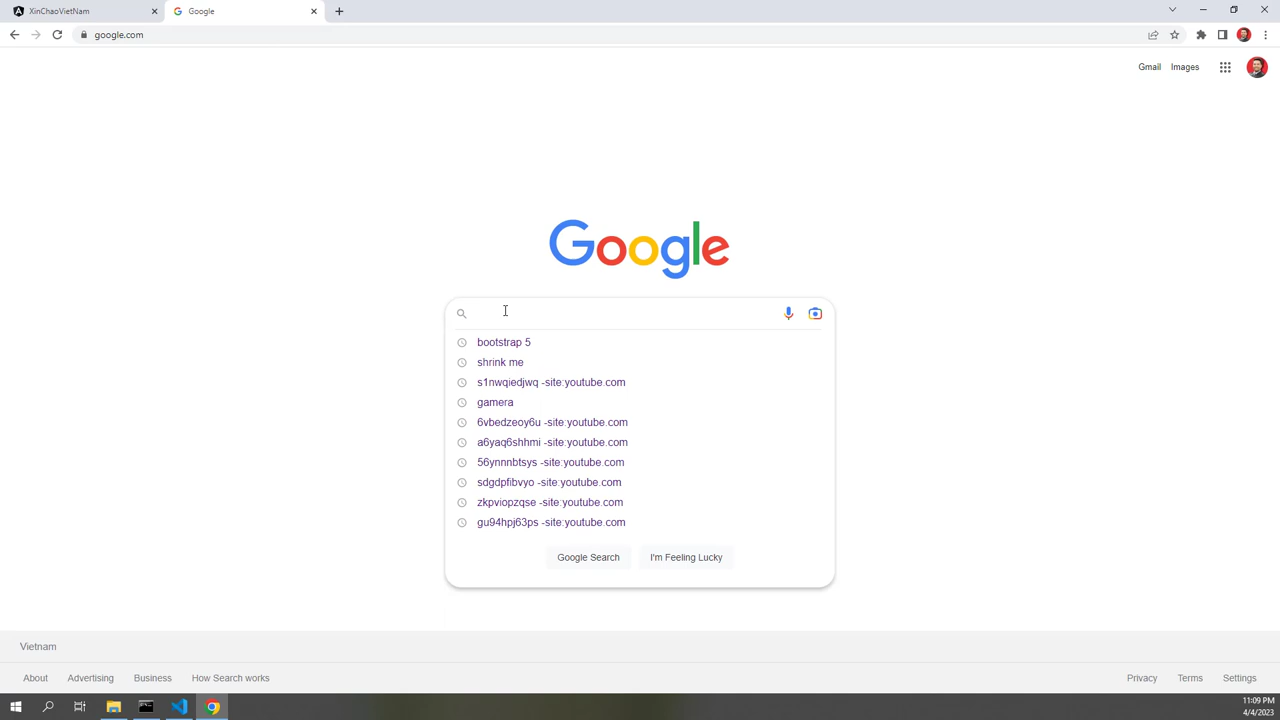 XinChaoVietNam
Google
google.com
Gmail Images
Google
bootstrap 5
shrink me
s1nwqiedjwq -site:youtube.com
gamera
6vbedzeoy6u -site:youtube.com
a6yaq6shhmi -site:youtube.com
56ynnnbtsys -site:youtube.com
sdgdpfibvyo -site:youtube.com
zkpviopzqse -site:youtube.com
gu94hpj63ps -site:youtube.com
Google Search I'm Feeling Lucky
Vietnam
About Advertising Business How Search works Privacy Terms Settings
11:09 PM
4/4/2023